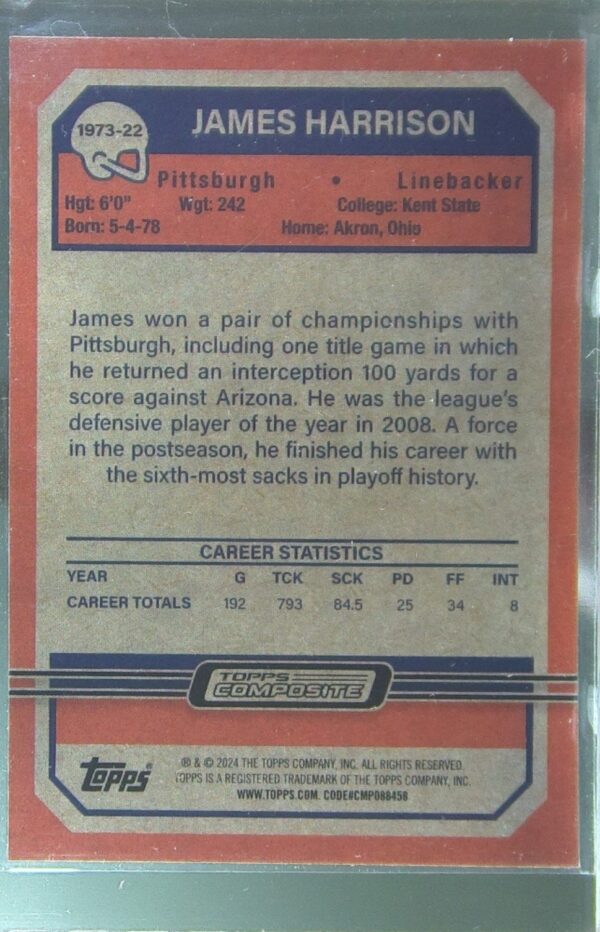 1973-22
JAMES HARRISON
Pittsburgh • Linebacker
Hgt: 6'0" Wgt: 242 College: Kent State
Born: 5-4-78 Home: Akron, Ohio
James won a pair of championships with
Pittsburgh, including one title game in which
he returned an interception 100 yards for a
score against Arizona. He was the league's
defensive player of the year in 2008. A force
in the postseason, he finished his career with
the sixth-most sacks in playoff history.
CAREER STATISTICS
YEAR G TCK SCK PD FF INT
CAREER TOTALS 192 793 84.5 25 34 8
TOPPS
COMPOSITE
Topps®
® & © 2024 THE TOPPS COMPANY, INC. ALL RIGHTS RESERVED.
TOPPS IS A REGISTERED TRADEMARK OF THE TOPPS COMPANY, INC.
WWW.TOPPS.COM. CODE#CMP088458